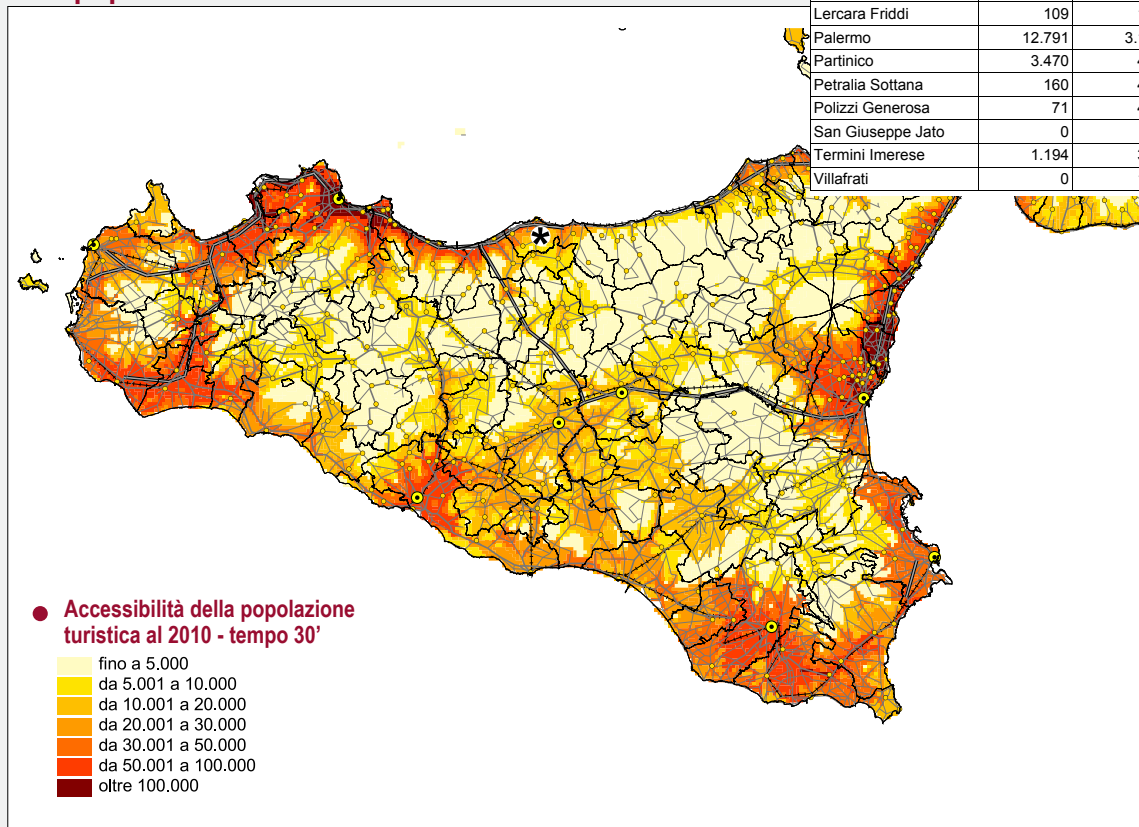 Lercara Friddi 109
Palermo 12.791 3.
Partinico 3.470
Petralia Sottana 160
Polizzi Generosa 71
San Giuseppe Jato 0
Termini Imerese 1.194
Villafrati 0
*
Accessibilità della popolazione
turistica al 2010 - tempo 30’
fino a 5.000
da 5.001 a 10.000
da 10.001 a 20.000
da 20.001 a 30.000
da 30.001 a 50.000
da 50.001 a 100.000
oltre 100.000